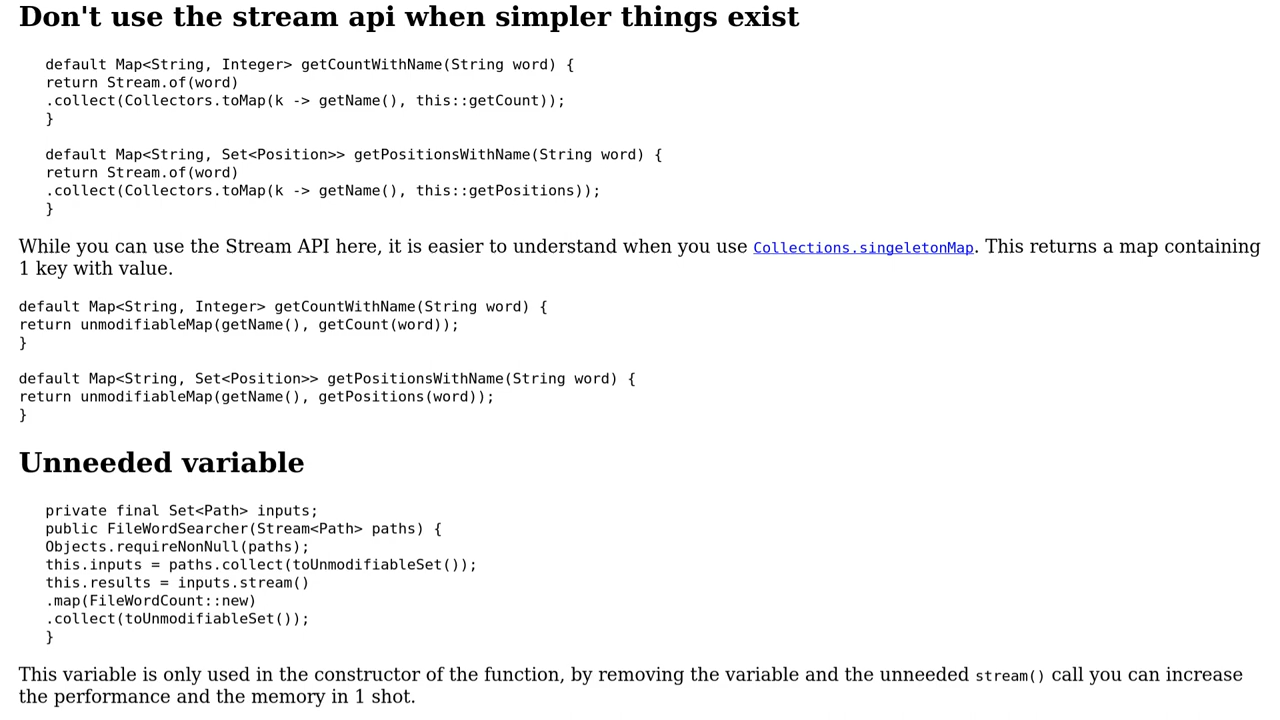 Don't use the stream api when simpler things exist
default Map<String, Integer> getCountWithName(String word) {
return Stream.of(word)
.collect(Collectors.toMap(k -> getName(), this::getCount));
}
default Map<String, Set<Position>> getPositionsWithName(String word) {
return Stream.of(word)
.collect(Collectors.toMap(k -> getName(), this::getPositions));
}
While you can use the Stream API here, it is easier to understand when you use Collections.singeletonMap. This returns a map containing
1 key with value.
default Map<String, Integer> getCountWithName(String word) {
return unmodifiableMap(getName(), getCount(word));
}
default Map<String, Set<Position>> getPositionsWithName(String word) {
return unmodifiableMap(getName(), getPositions(word));
}
Unneeded variable
private final Set<Path> inputs;
public FileWordSearcher(Stream<Path> paths) {
Objects.requireNonNull(paths);
this.inputs = paths.collect(toUnmodifiableSet());
this.results = inputs.stream()
.map(FileWordCount::new)
.collect(toUnmodifiableSet());
}
This variable is only used in the constructor of the function, by removing the variable and the unneeded stream() call you can increase
the performance and the memory in 1 shot.